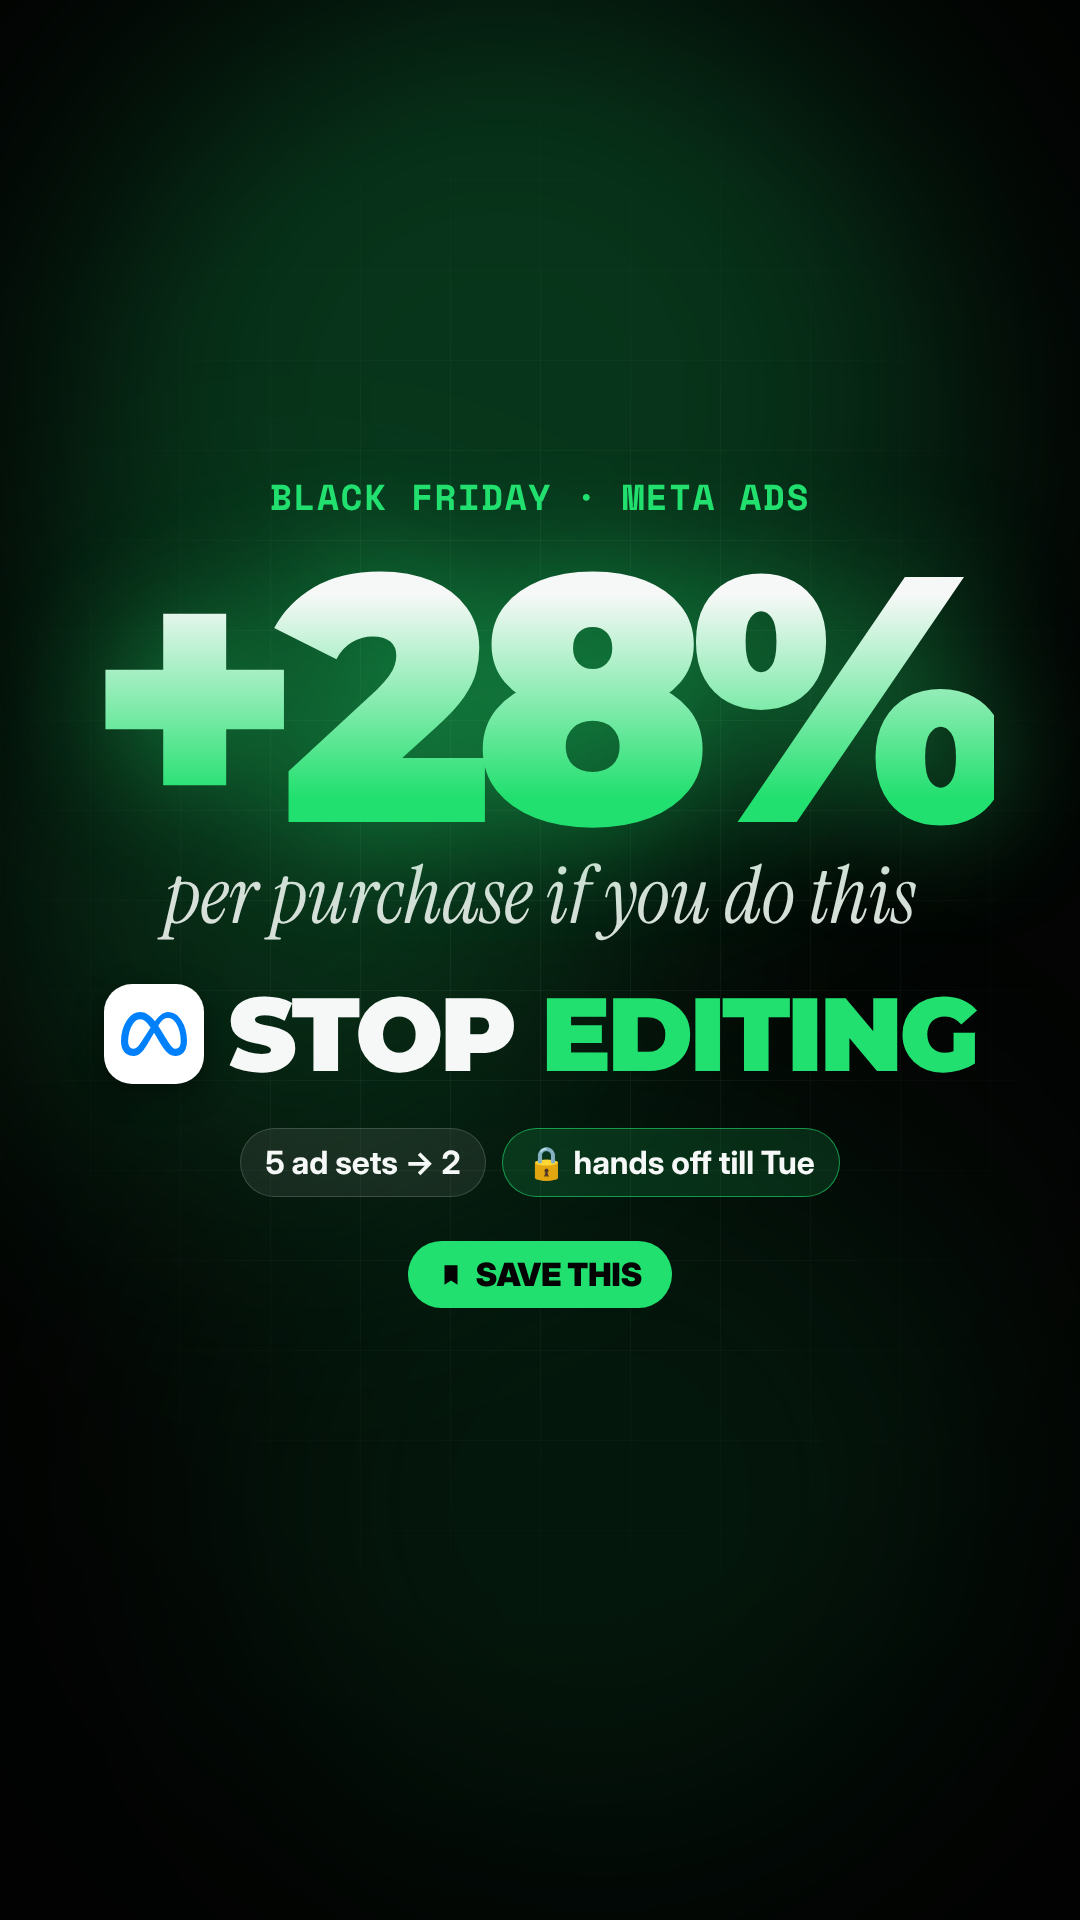 BLACK FRIDAY · META ADS
+28%
per purchase if you do this
STOP EDITING
5 ad sets → 2
🔒 hands off till Tue
SAVE THIS